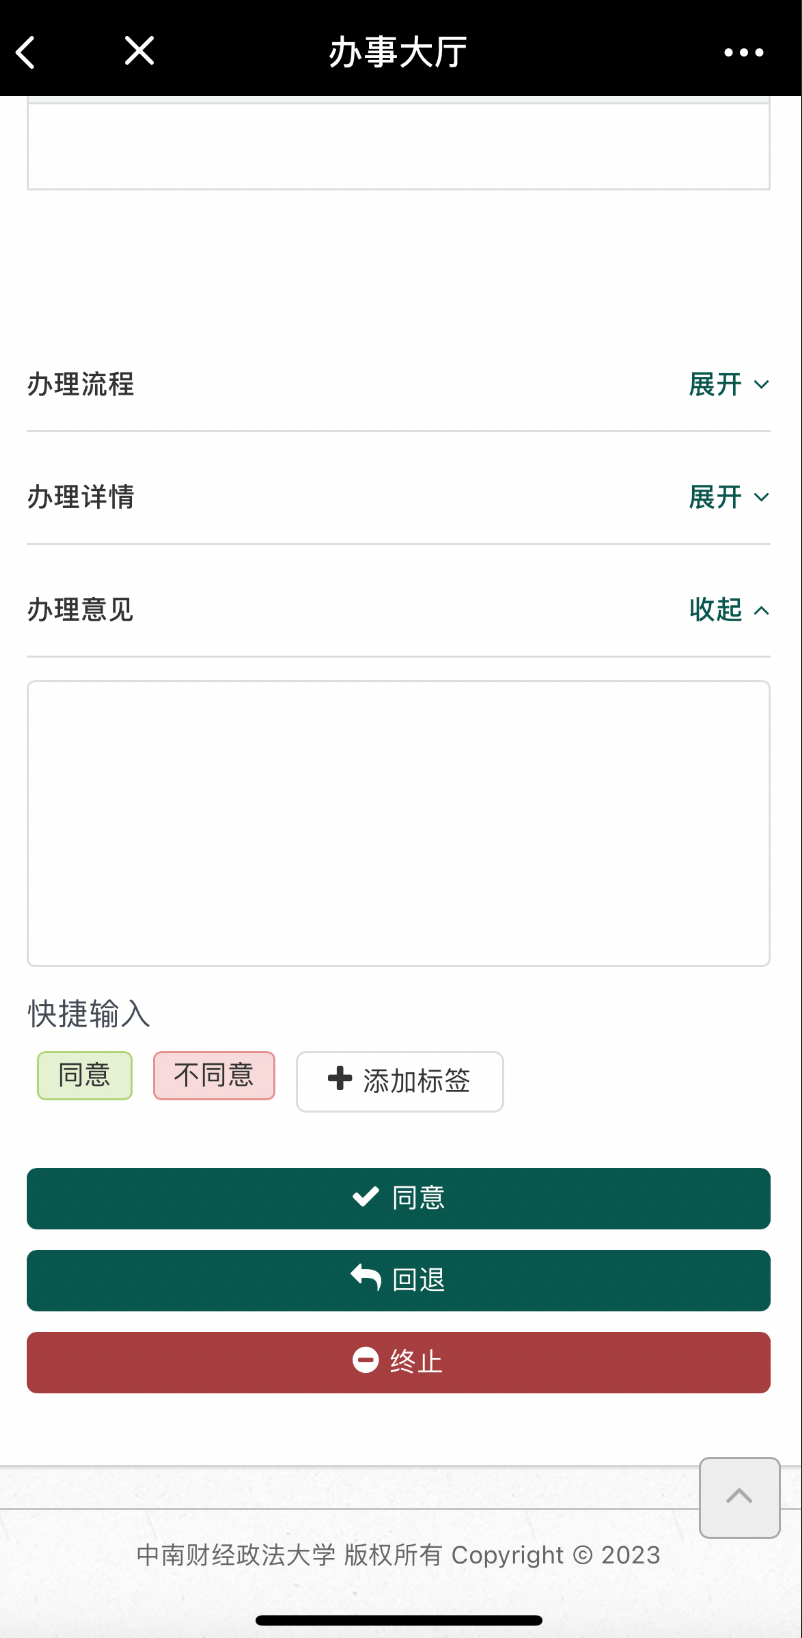 办事大厅
办理流程 展开
办理详情 展开
办理意见 收起
快捷输入
同意 不同意 添加标签
同意
回退
终止
中南财经政法大学 版权所有 Copyright © 2023